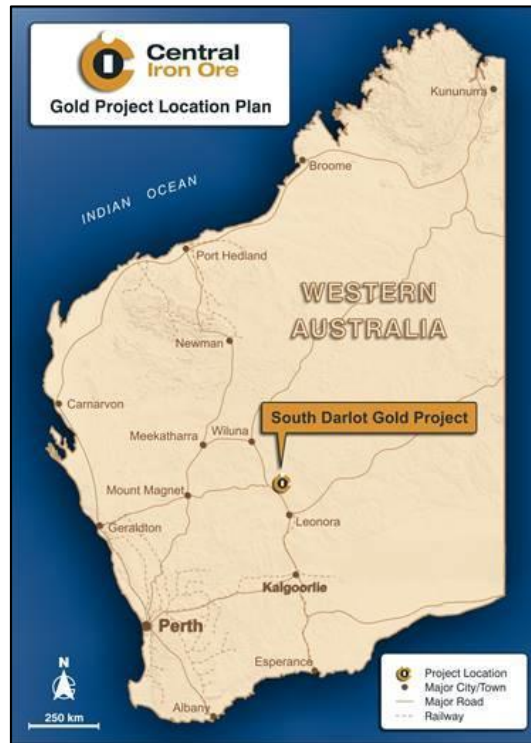 Central
Iron Ore
Gold Project Location Plan
Kununurra
Broome
INDIAN OCEAN
Port Hedland
WESTERN
AUSTRALIA
Newman
Carnarvon
South Darlot Gold Project
Meekatharra
Wiluna
Mount Magnet
Leonora
Geraldton
Kalgoorlie
Perth
Esperance
Albany
N
250 km
Project Location
Major City/Town
Major Road
Railway